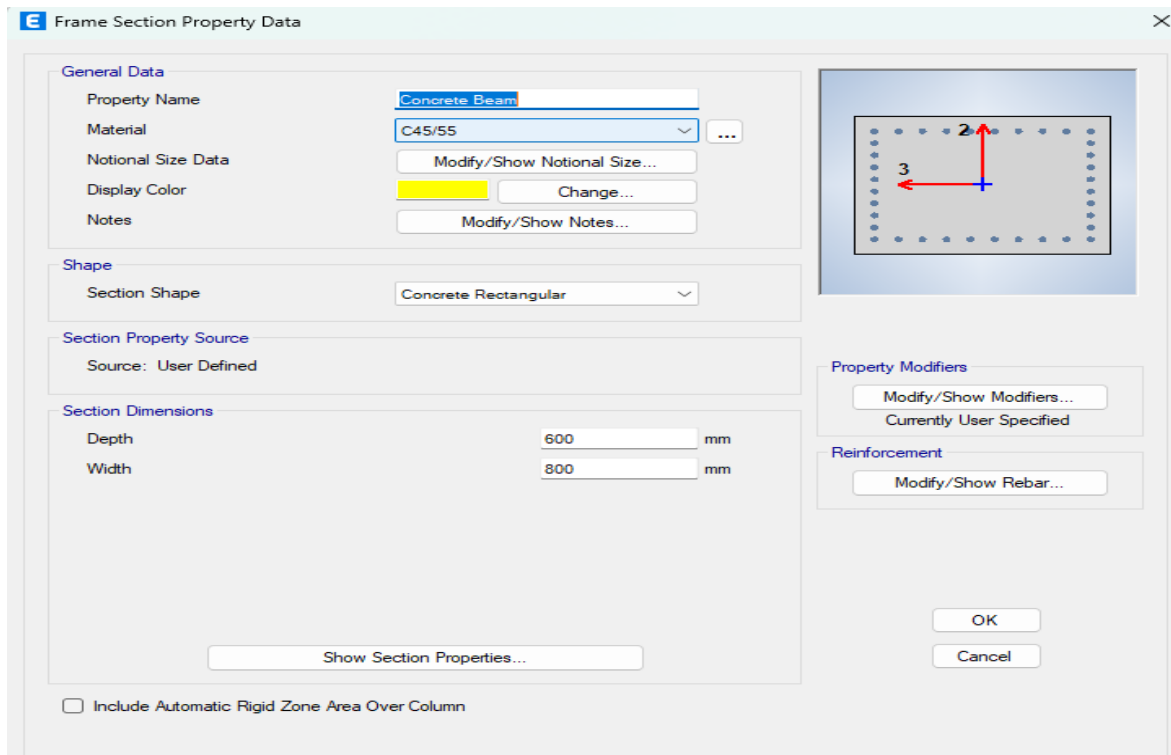 E Frame Section Property Data
General Data
Property Name Concrete Beam
Material C45/55 ...
Notional Size Data Modify/Show Notional Size...
Display Color Change...
Notes Modify/Show Notes...
2
3
Shape
Section Shape Concrete Rectangular
Section Property Source
Source: User Defined
Property Modifiers
Modify/Show Modifiers...
Currently User Specified
Section Dimensions
Depth 600 mm
Width 800 mm
Reinforcement
Modify/Show Rebar...
OK
Cancel
Show Section Properties...
Include Automatic Rigid Zone Area Over Column